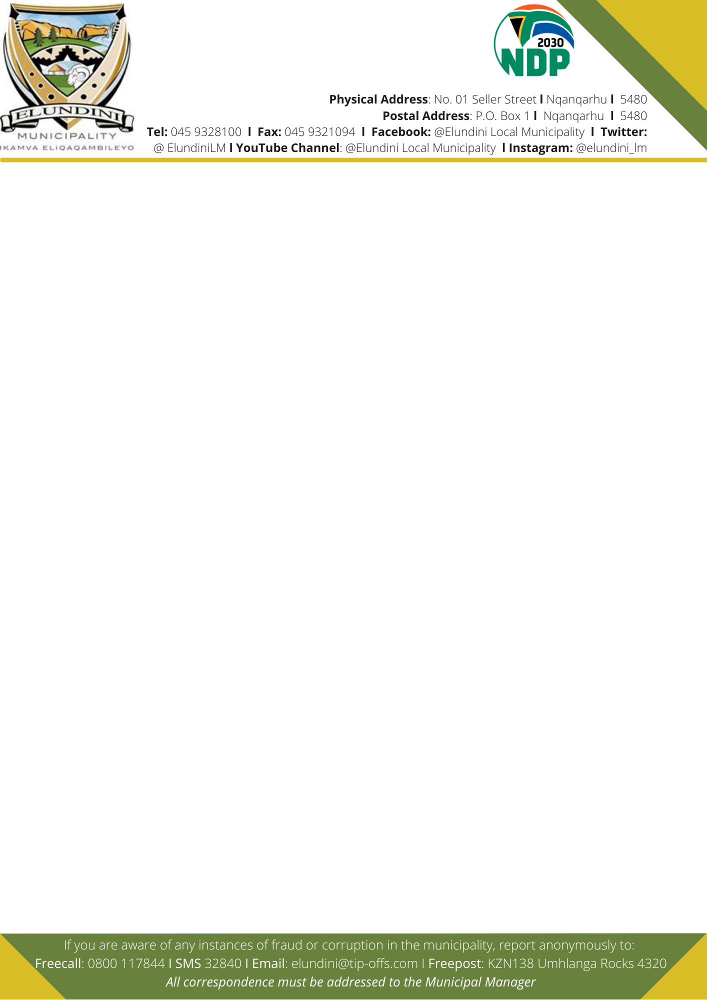 ELUNDINI
MUNICIPALITY
IKAMVA ELIQAQAMBILEYO
2030
NDP
Physical Address: No. 01 Seller Street l Nqanqarhu l 5480
Postal Address: P.O. Box 1 l Nqanqarhu l 5480
Tel: 045 9328100 l Fax: 045 9321094 l Facebook: @Elundini Local Municipality l Twitter:
@ ElundiniLM l YouTube Channel: @Elundini Local Municipality l Instagram: @elundini_lm
If you are aware of any instances of fraud or corruption in the municipality, report anonymously to:
Freecall: 0800 117844 I SMS 32840 I Email: elundini@tip-offs.com I Freepost: KZN138 Umhlanga Rocks 4320
All correspondence must be addressed to the Municipal Manager